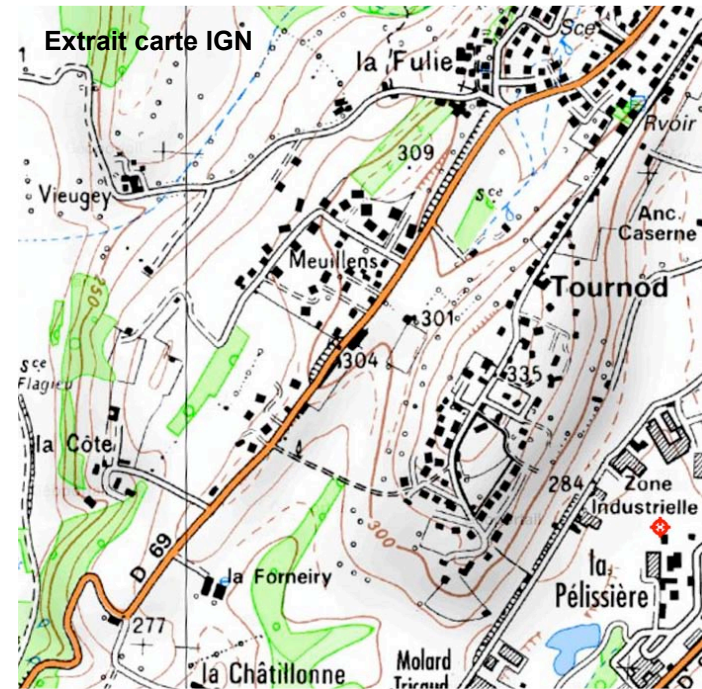 Extrait carte IGN
Sce
la Fulie
Rvoir
309
Vieugey
sce
Anc.
Caserne
Meuillens
Tournod
250
301
304
335
sce
Flagieu
la Côte
284
Zone
Industrielle
300
D 69
la Forneiry
la
Pélissière
277
la Châtillonne
Molard
Tricaud
D